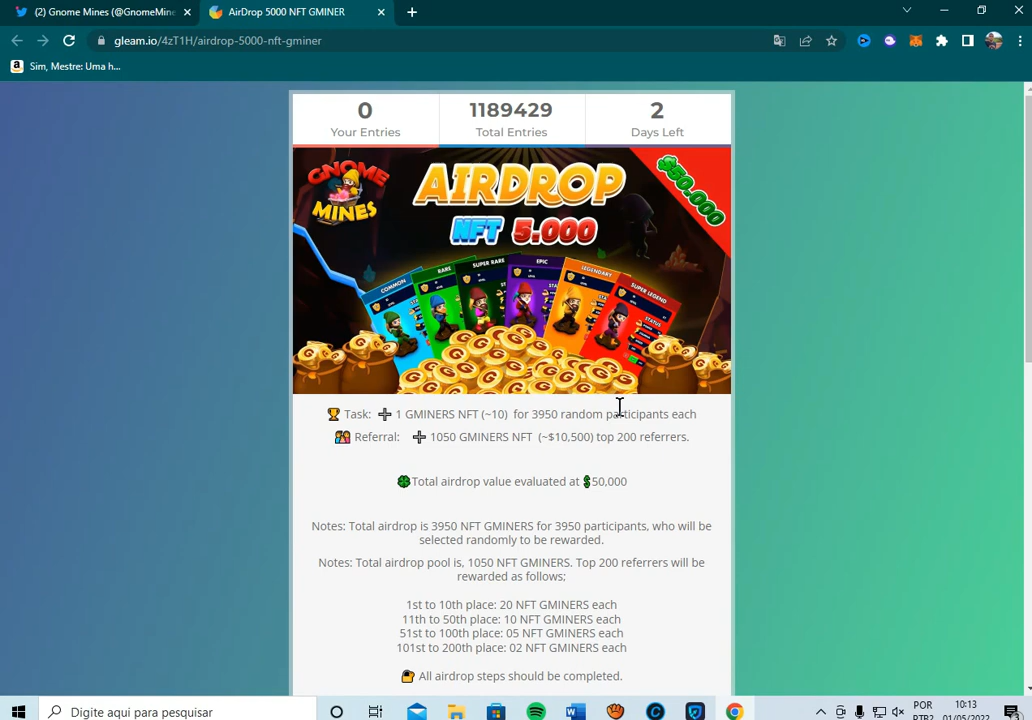 (2) Gnome Mines (@GnomeMine
AirDrop 5000 NFT GMINER
gleam.io/4zT1H/airdrop-5000-nft-gminer
Sim, Mestre: Uma h...
0
Your Entries
1189429
Total Entries
2
Days Left
GNOME MINES
AIRDROP
NFT 5.000
$50.000
COMMON
RARE
SUPER RARE
EPIC
LEGENDARY
SUPER LEGEND
STATUS
Task: 1 GMINERS NFT (~10) for 3950 random participants each
Referral: 1050 GMINERS NFT (~$10,500) top 200 referrers.
Total airdrop value evaluated at $50,000
Notes: Total airdrop is 3950 NFT GMINERS for 3950 participants, who will be
selected randomly to be rewarded.
Notes: Total airdrop pool is, 1050 NFT GMINERS. Top 200 referrers will be
rewarded as follows;
1st to 10th place: 20 NFT GMINERS each
11th to 50th place: 10 NFT GMINERS each
51st to 100th place: 05 NFT GMINERS each
101st to 200th place: 02 NFT GMINERS each
All airdrop steps should be completed.
Digite aqui para pesquisar
POR
10:13